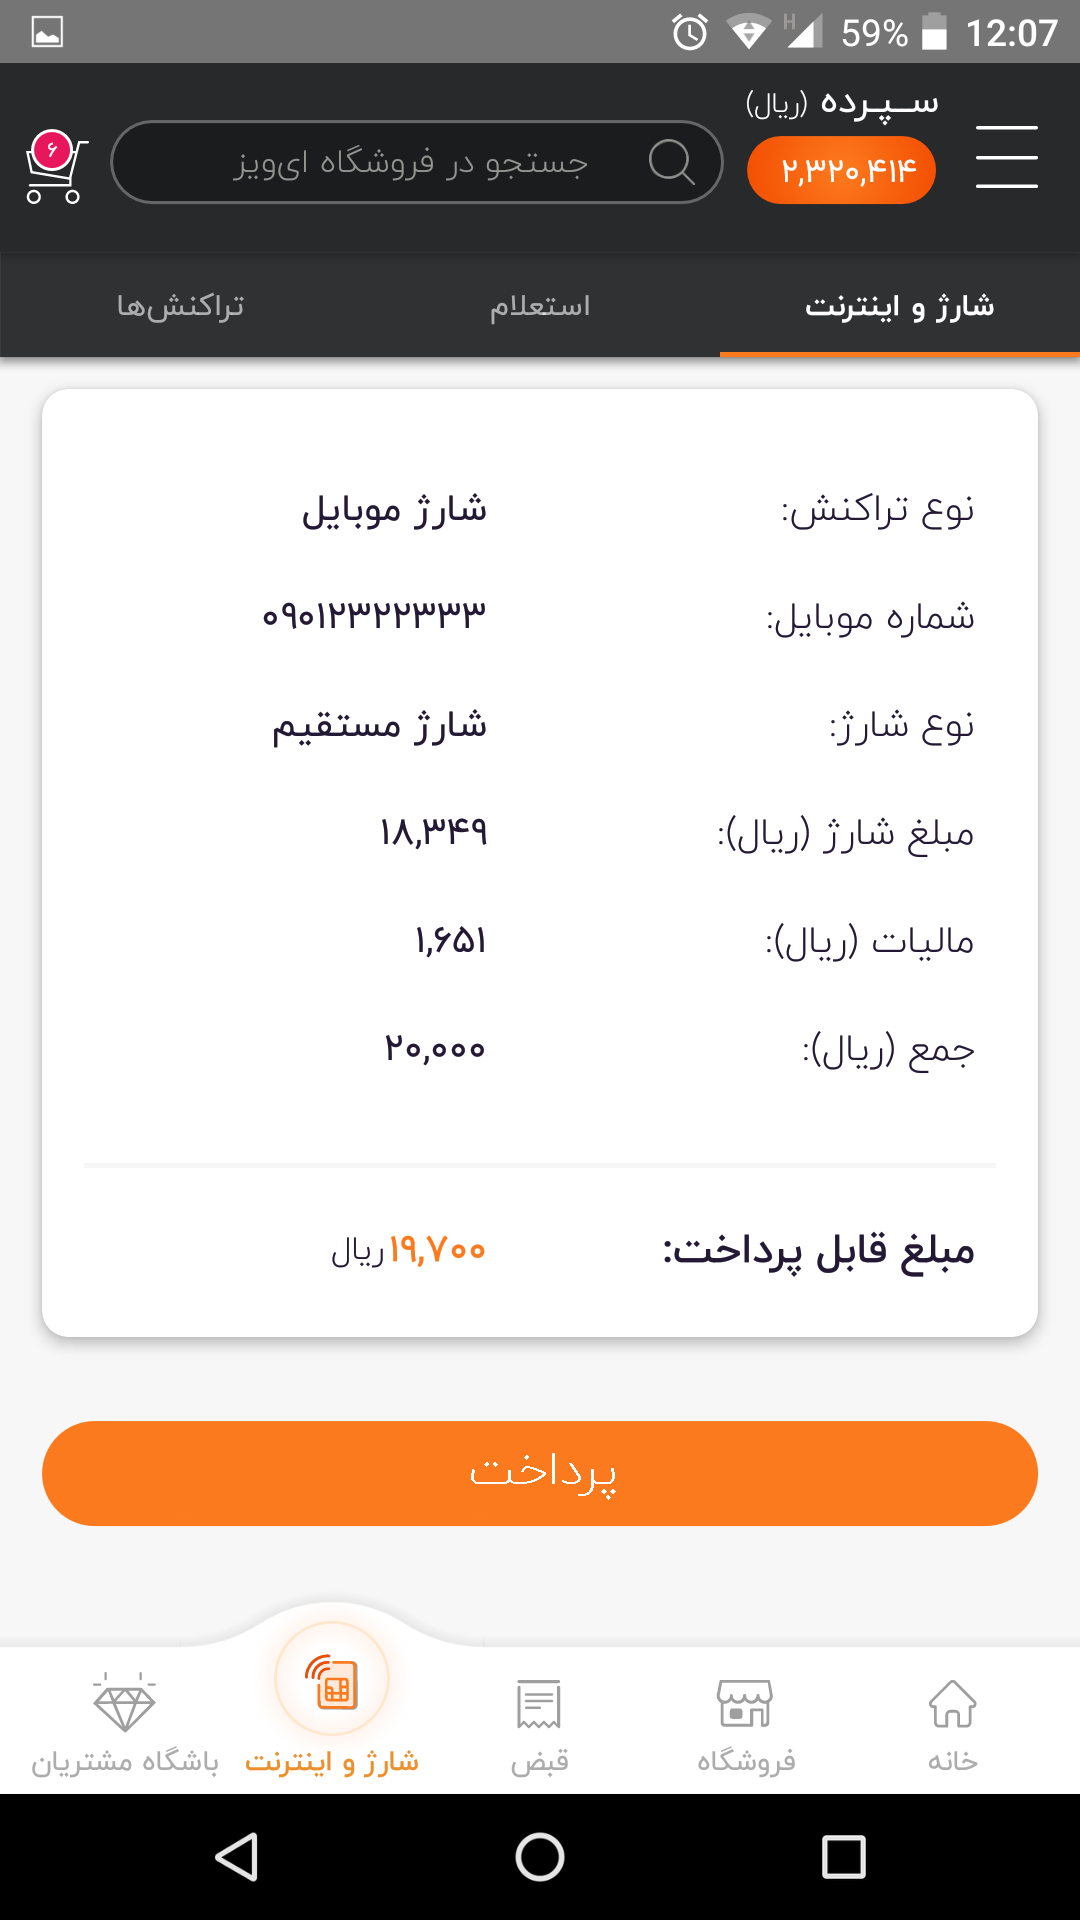 59% 12:07
سپرده (ریال)
۲,۳۲۰,۴۱۴
جستجو در فروشگاه ای‌ویز
۶
شارژ و اینترنت
استعلام
تراکنش‌ها
نوع تراکنش: شارژ موبایل
شماره موبایل: ۰۹۰۱۲۳۲۲۳۳۳
نوع شارژ: شارژ مستقیم
مبلغ شارژ (ریال): ۱۸,۳۴۹
مالیات (ریال): ۱,۶۵۱
جمع (ریال): ۲۰,۰۰۰
مبلغ قابل پرداخت: ۱۹,۷۰۰ ریال
پرداخت
خانه
فروشگاه
قبض
شارژ و اینترنت
باشگاه مشتریان